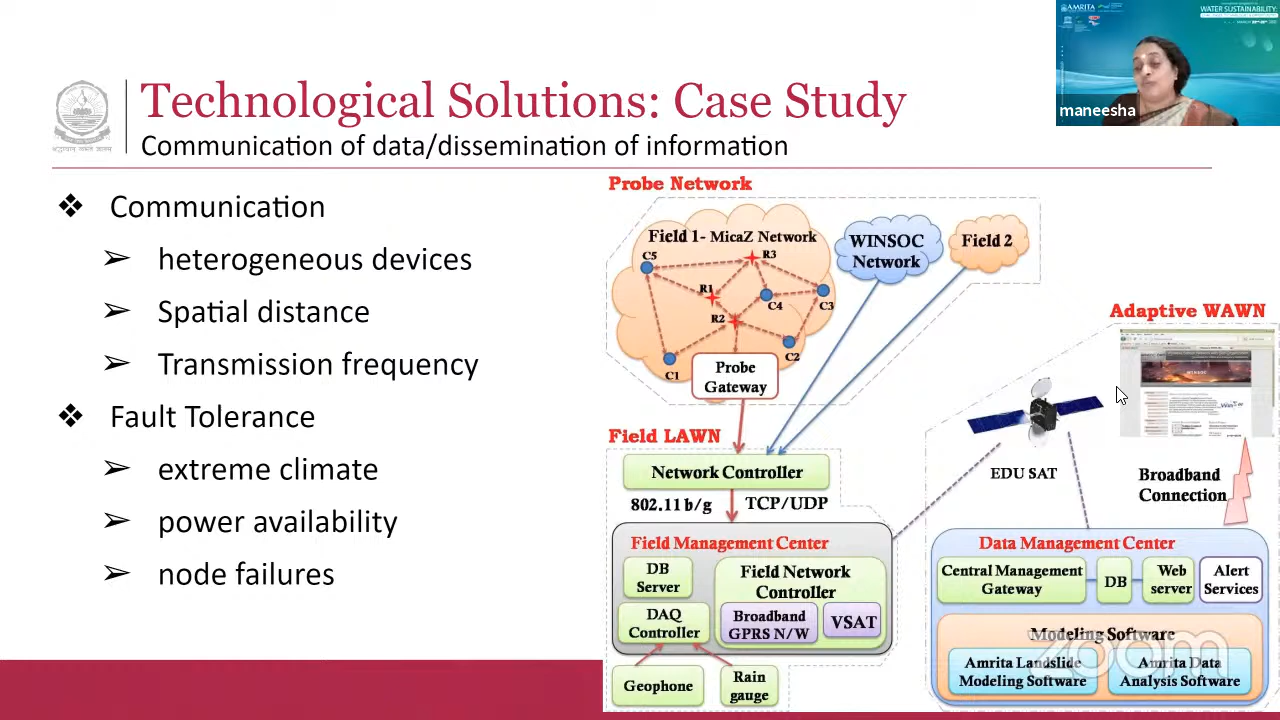 AMRITA
WATER SUSTAINABILITY:
maneesha
Technological Solutions: Case Study
Communication of data/dissemination of information
❖ Communication
➢ heterogeneous devices
➢ Spatial distance
➢ Transmission frequency
❖ Fault Tolerance
➢ extreme climate
➢ power availability
➢ node failures
Probe Network
Field 1- MicaZ Network
C5
R3
R1
C4
C3
R2
C2
C1
Probe
Gateway
WINSOC
Network
Field 2
Field LAWN
Network Controller
802.11 b/g
TCP/UDP
Field Management Center
DB
Server
DAQ
Controller
Field Network
Controller
Broadband
GPRS N/W
VSAT
Geophone
Rain
gauge
Adaptive WAWN
WINSOC
EDU SAT
Broadband
Connection
Data Management Center
Central Management
Gateway
DB
Web
server
Alert
Services
Modeling Software
Amrita Landslide
Modeling Software
Amrita Data
Analysis Software
zoom